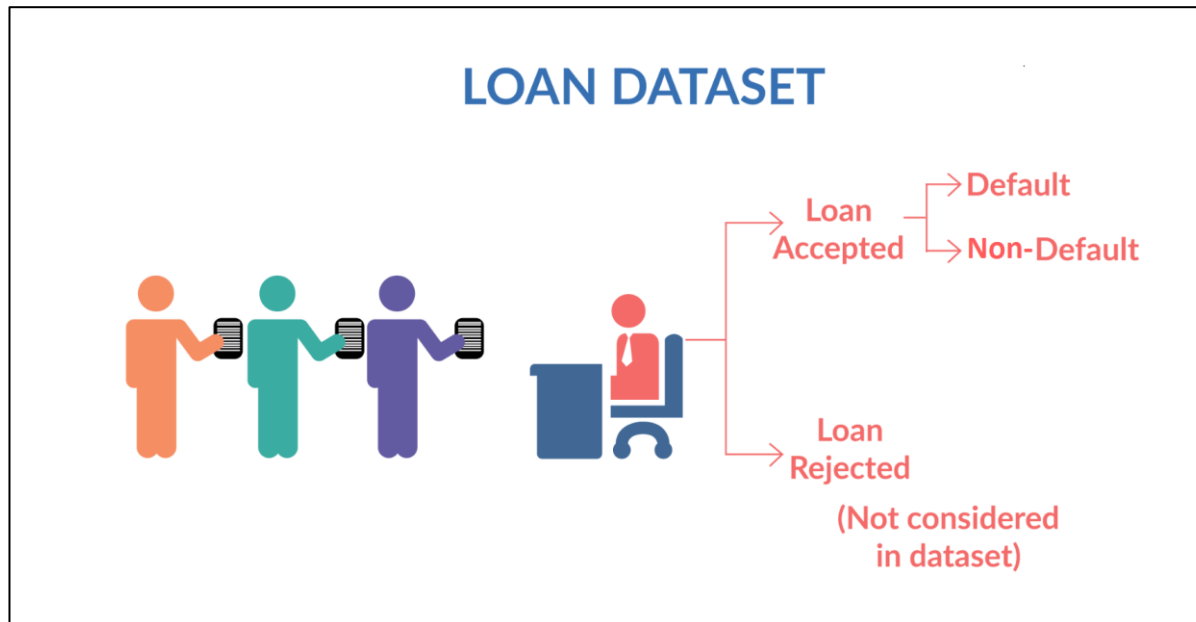 LOAN DATASET
Loan
Accepted
Default
Non-Default
Loan
Rejected
(Not considered
in dataset)